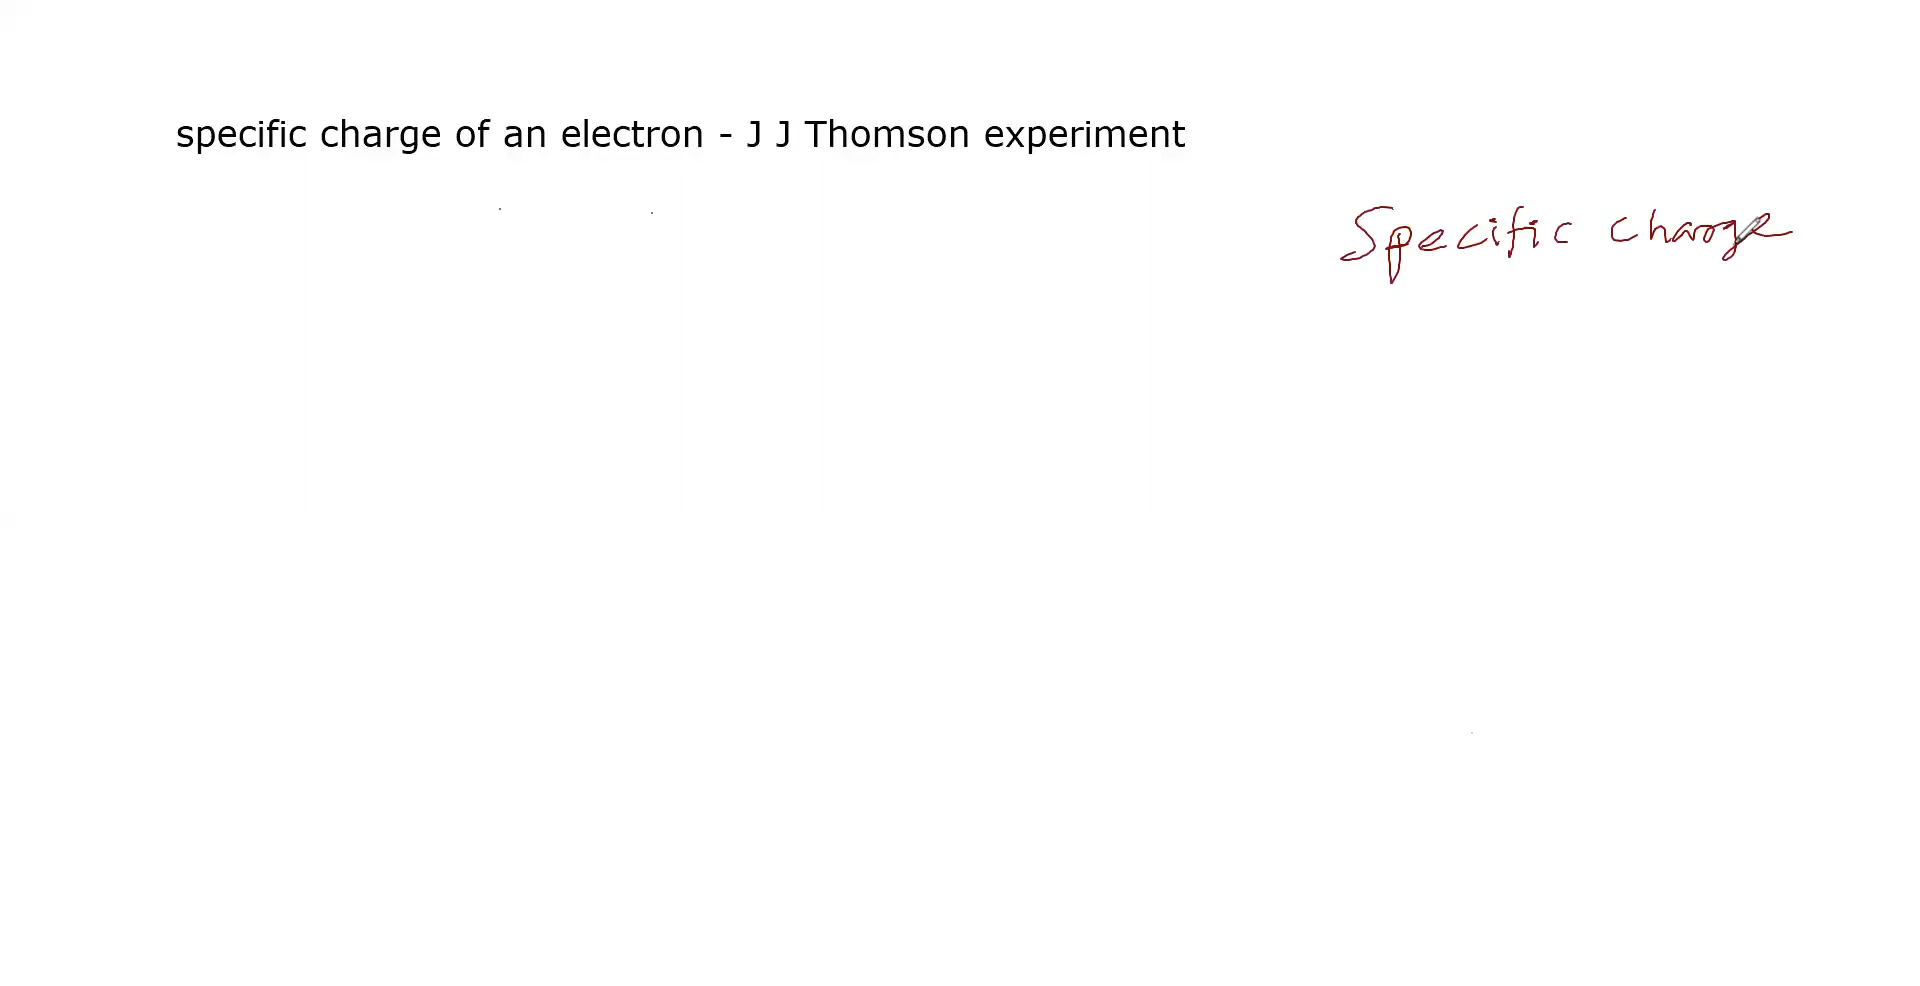 specific charge of an electron - J J Thomson experiment
Specific charge